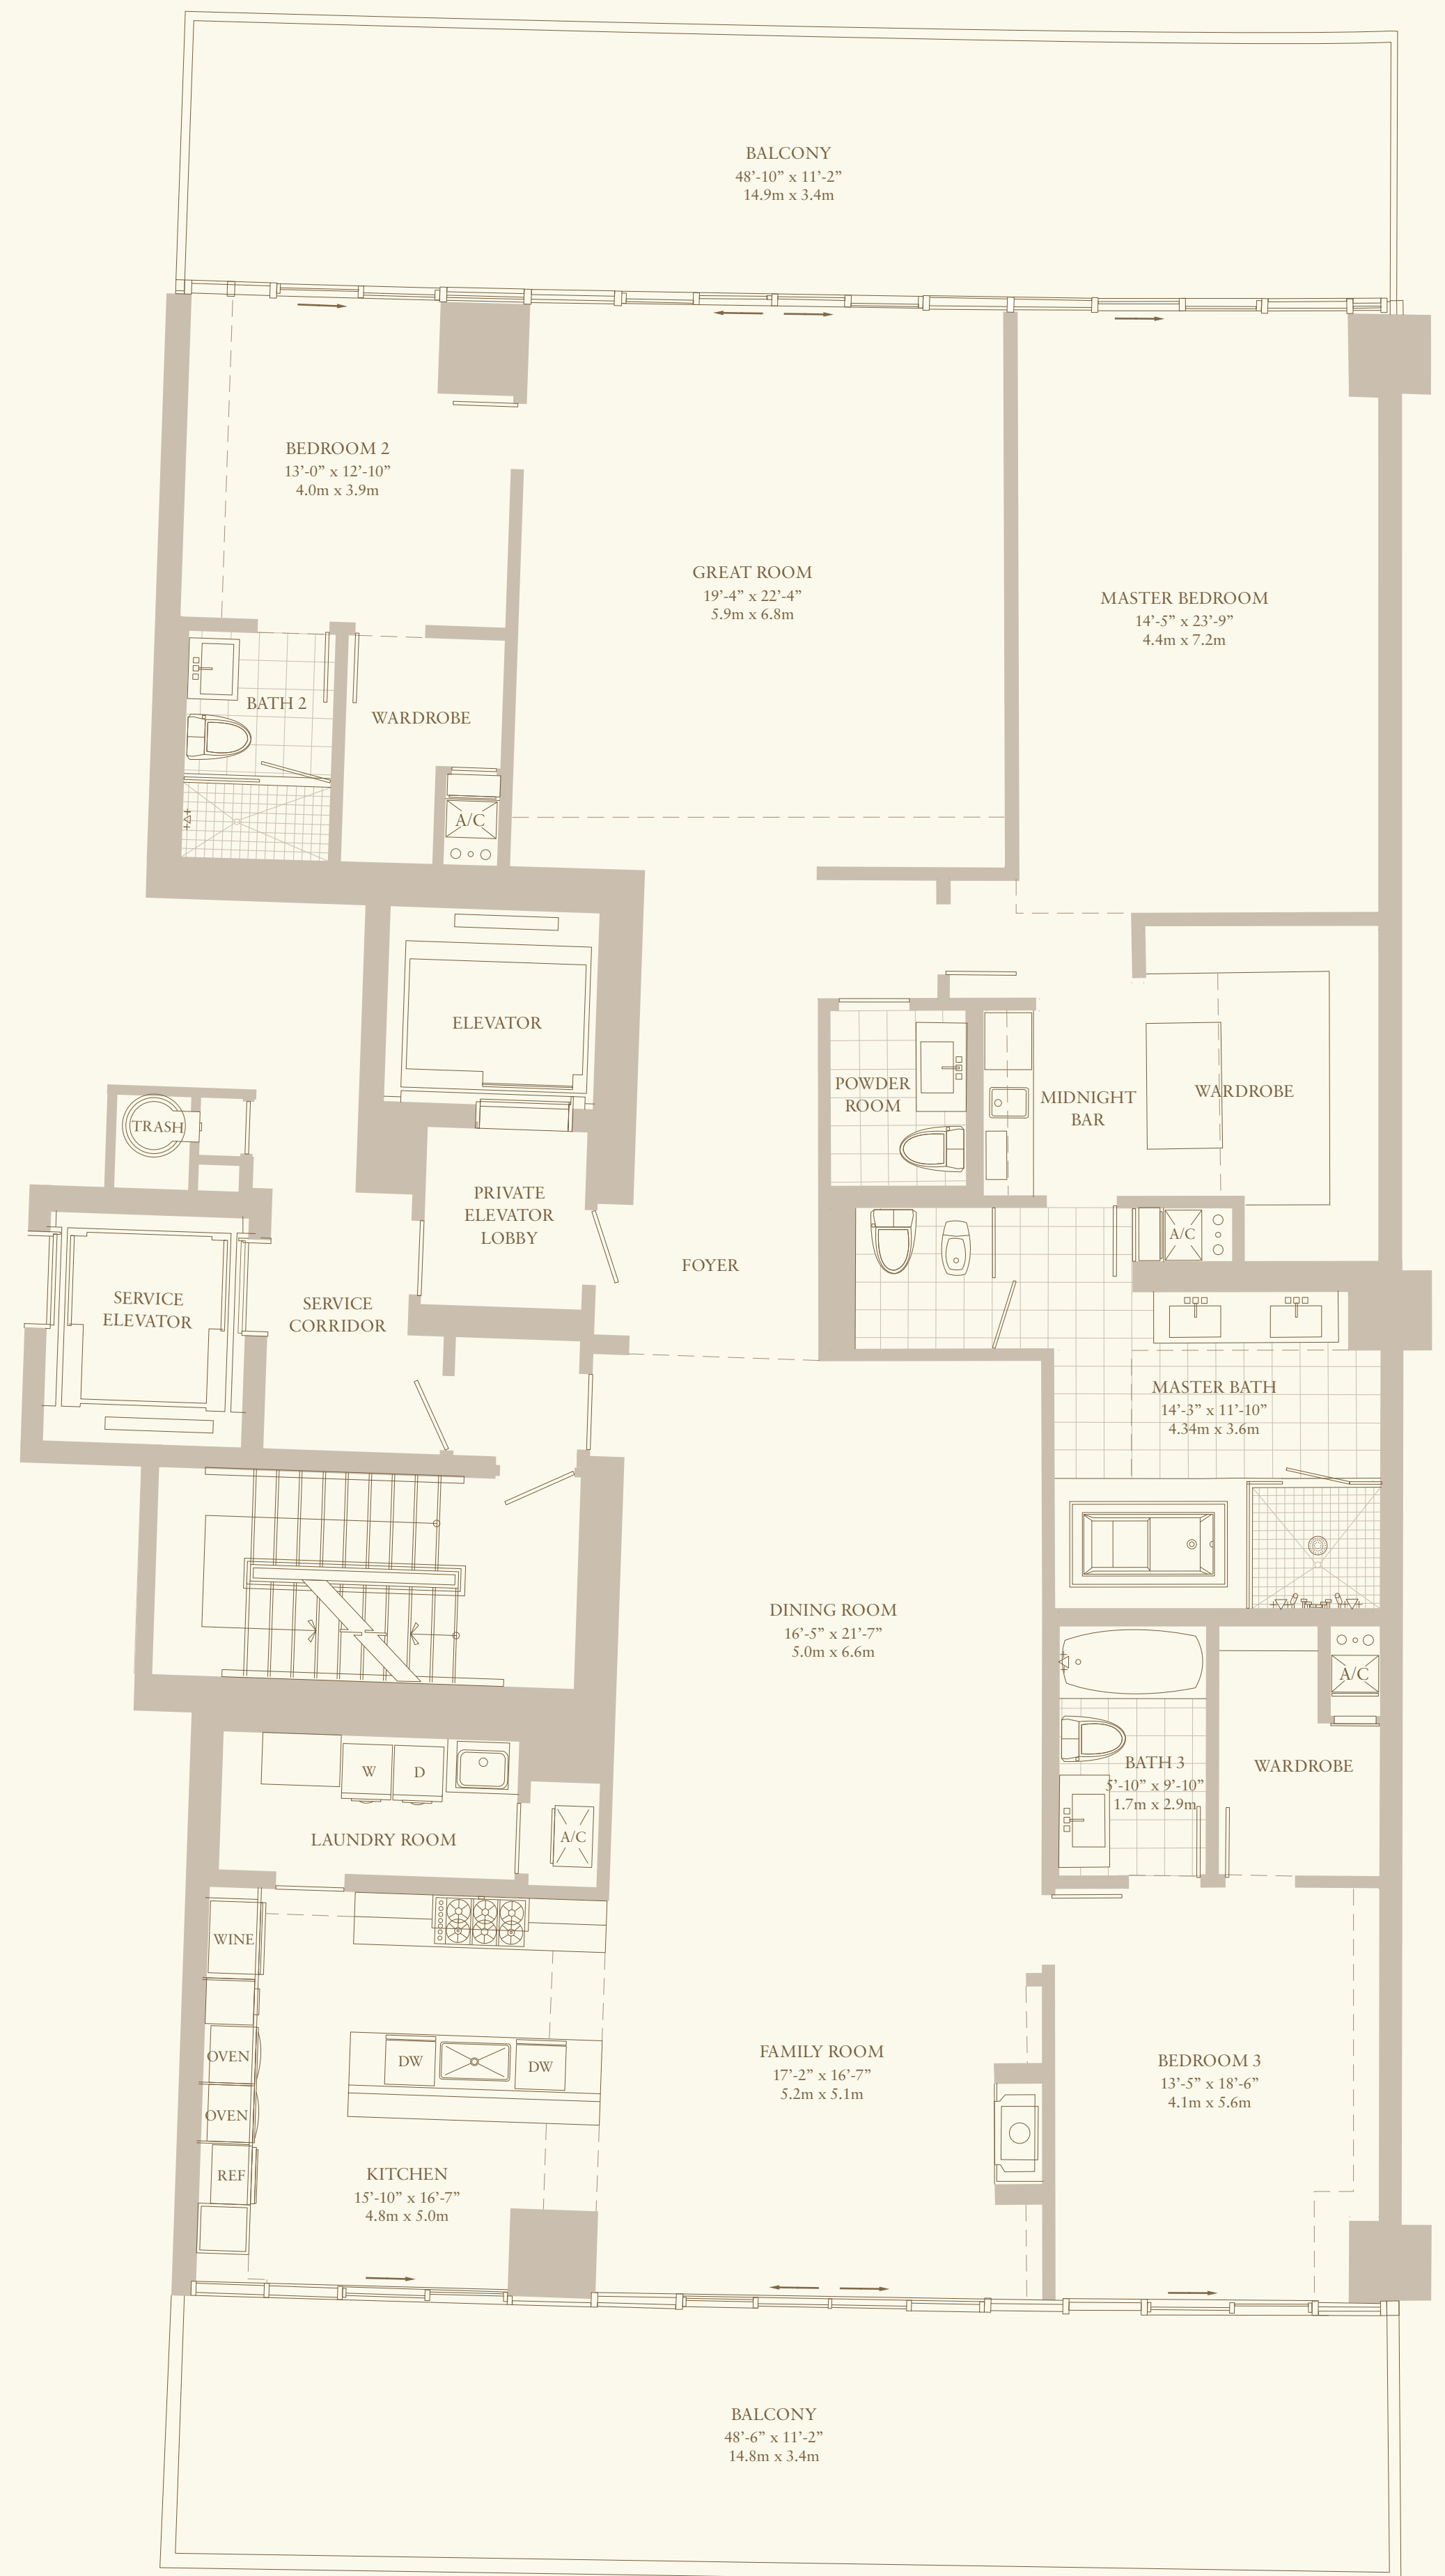 BALCONY
48’-10” x 11’-2”
14.9m x 3.4m
BEDROOM 2
13’-0” x 12’-10”
4.0m x 3.9m
GREAT ROOM
19’-4” x 22’-4”
5.9m x 6.8m
MASTER BEDROOM
14’-5” x 23’-9”
4.4m x 7.2m
BATH 2
WARDROBE
A/C
ELEVATOR
POWDER
ROOM
MIDNIGHT
BAR
WARDROBE
TRASH
PRIVATE
ELEVATOR
LOBBY
FOYER
A/C
SERVICE
ELEVATOR
SERVICE
CORRIDOR
MASTER BATH
14’-3” x 11’-10”
4.34m x 3.6m
DINING ROOM
16’-5” x 21’-7”
5.0m x 6.6m
A/C
W
D
BATH 3
5’-10” x 9’-10”
1.7m x 2.9m
WARDROBE
LAUNDRY ROOM
A/C
WINE
OVEN
DW
DW
FAMILY ROOM
17’-2” x 16’-7”
5.2m x 5.1m
BEDROOM 3
13’-5” x 18’-6”
4.1m x 5.6m
OVEN
REF
KITCHEN
15’-10” x 16’-7”
4.8m x 5.0m
BALCONY
48’-6” x 11’-2”
14.8m x 3.4m